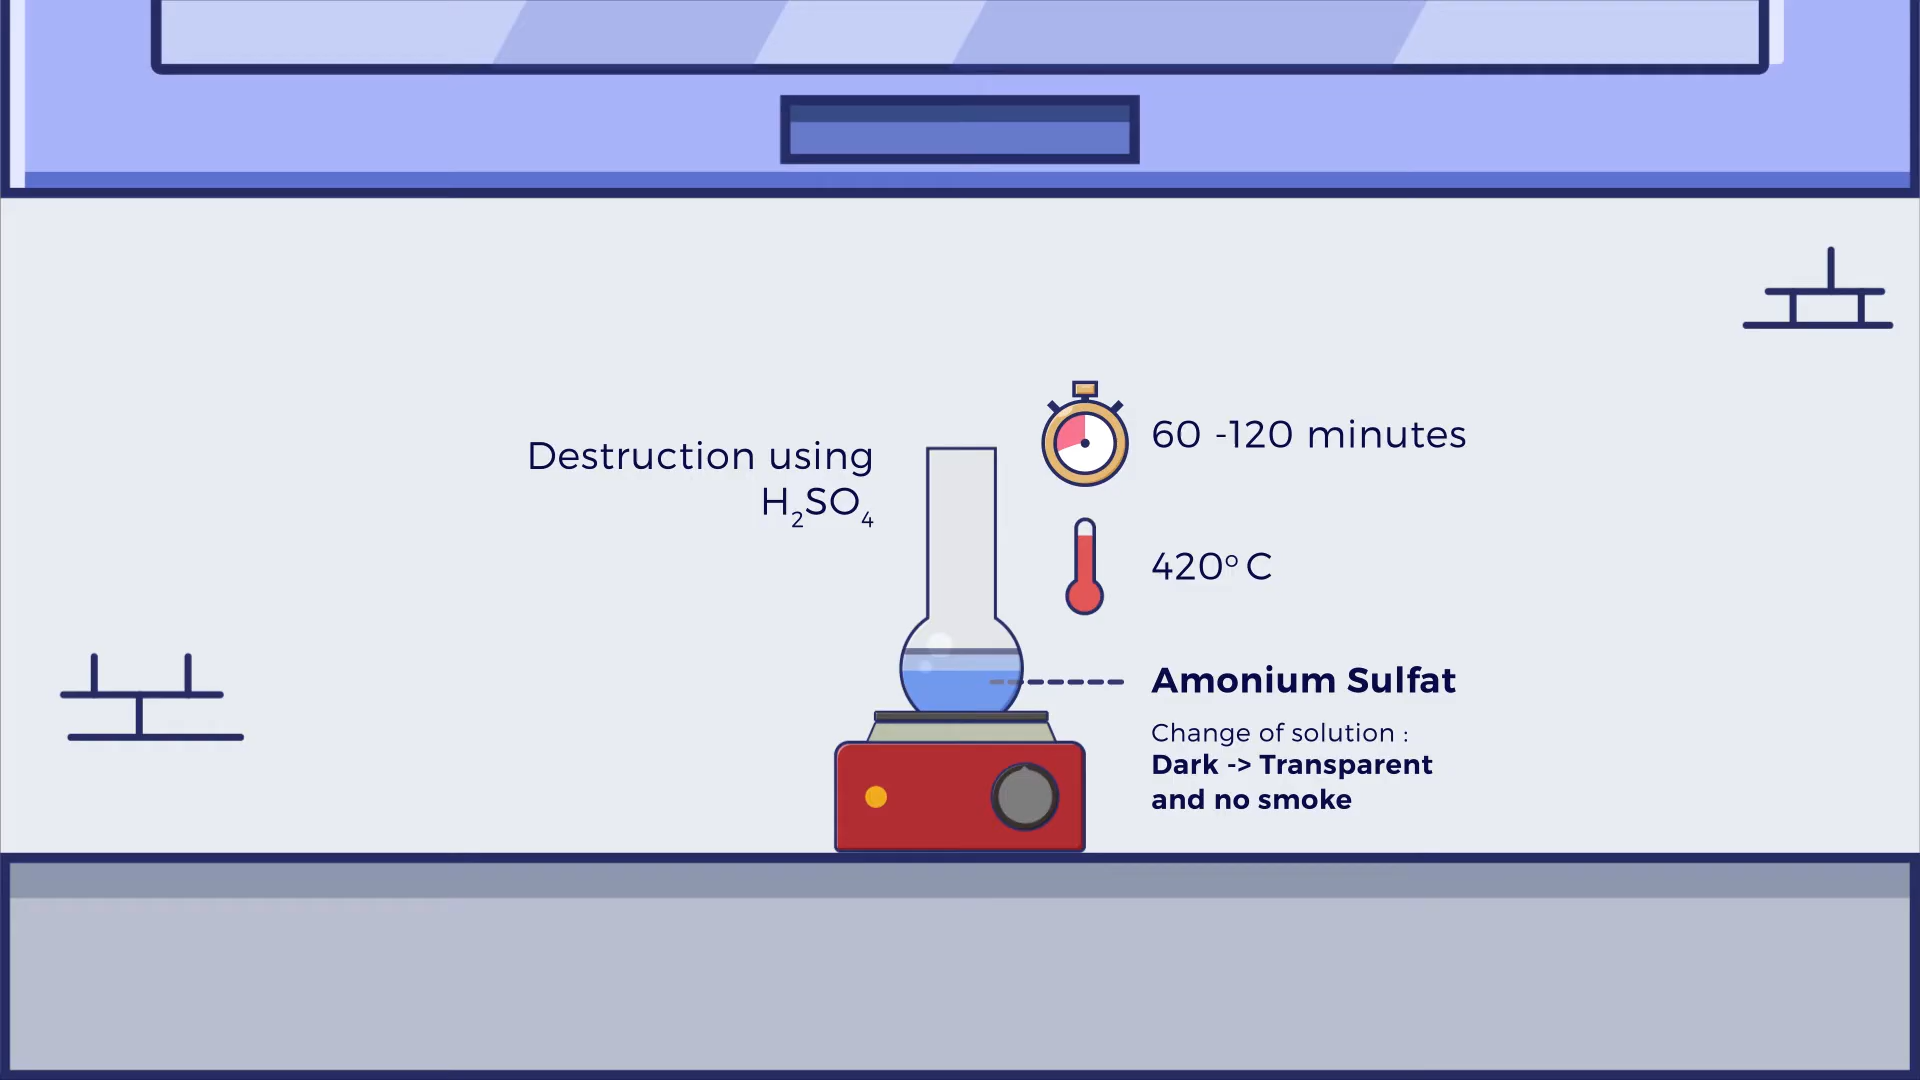 Destruction using
H₂SO₄
60 -120 minutes
420° C
Amonium Sulfat
Change of solution :
Dark -> Transparent
and no smoke